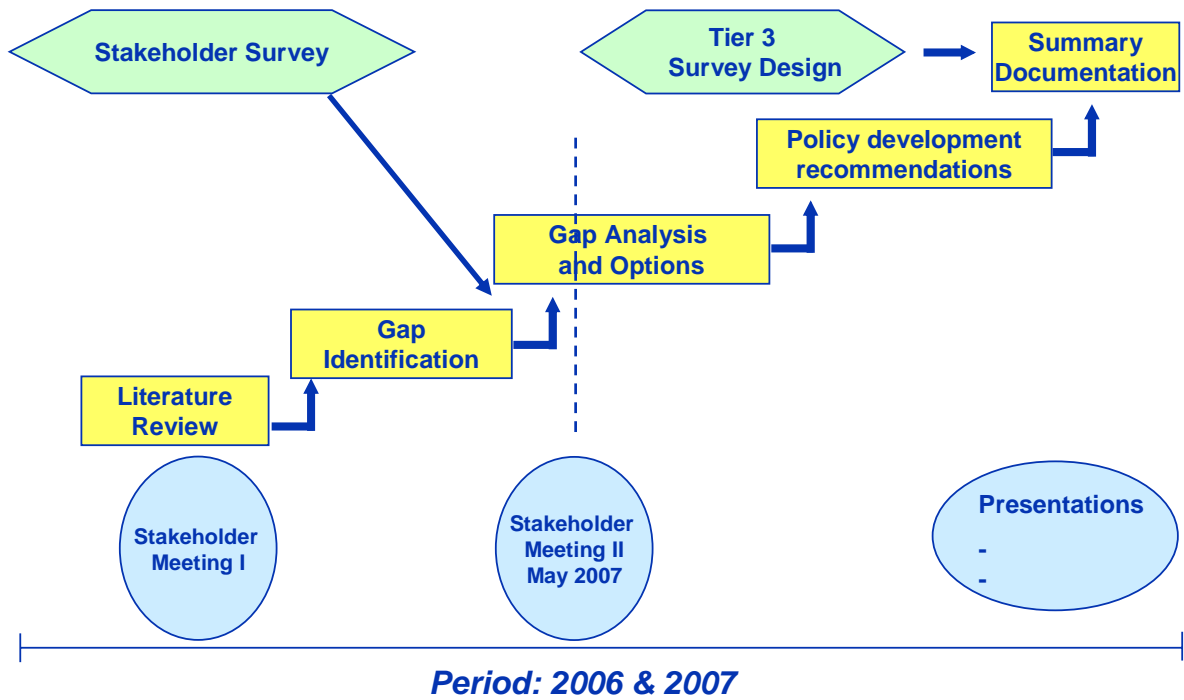 Stakeholder Survey
Tier 3
Survey Design
Summary
Documentation
Policy development
recommendations
Gap Analysis
and Options
Gap
Identification
Literature
Review
Stakeholder
Meeting I
Stakeholder
Meeting II
May 2007
Presentations
-
-
Period: 2006 & 2007